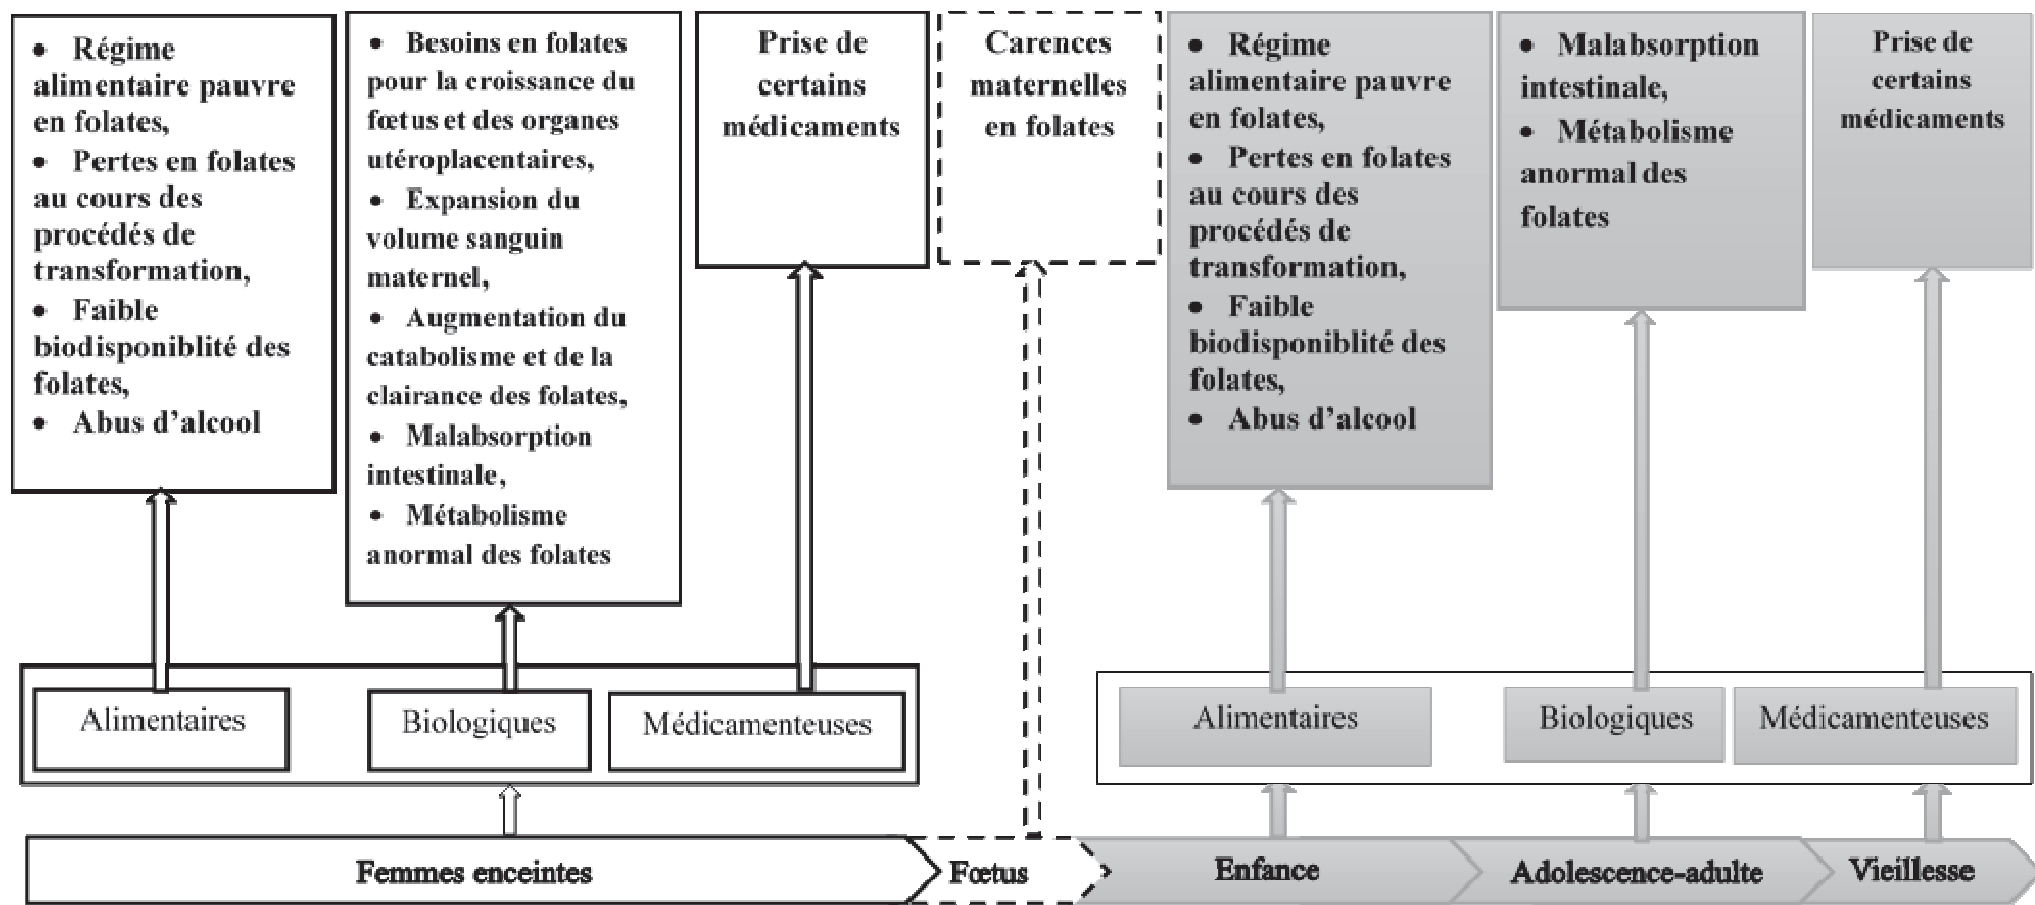 • Régime
alimentaire pauvre
en folates,
• Pertes en folates
au cours des
procédés de
transformation,
• Faible
biodisponiblité des
folates,
• Abus d’alcool
• Besoins en folates
pour la croissance du
fœtus et des organes
utéroplacentaires,
• Expansion du
volume sanguin
maternel,
• Augmentation du
catabolisme et de la
clairance des folates,
• Malabsorption
intestinale,
• Métabolisme
anormal des folates
Prise de
certains
médicaments
Carences
maternelles
en folates
• Régime
alimentaire pauvre
en folates,
• Pertes en folates
au cours des
procédés de
transformation,
• Faible
biodisponiblité des
folates,
• Abus d’alcool
• Malabsorption
intestinale,
• Métabolisme
anormal des
folates
Prise de
certains
médicaments
Alimentaires
Biologiques
Médicamenteuses
Alimentaires
Biologiques
Médicamenteuses
Femmes enceintes
Fœtus
Enfance
Adolescence-adulte
Vieillesse